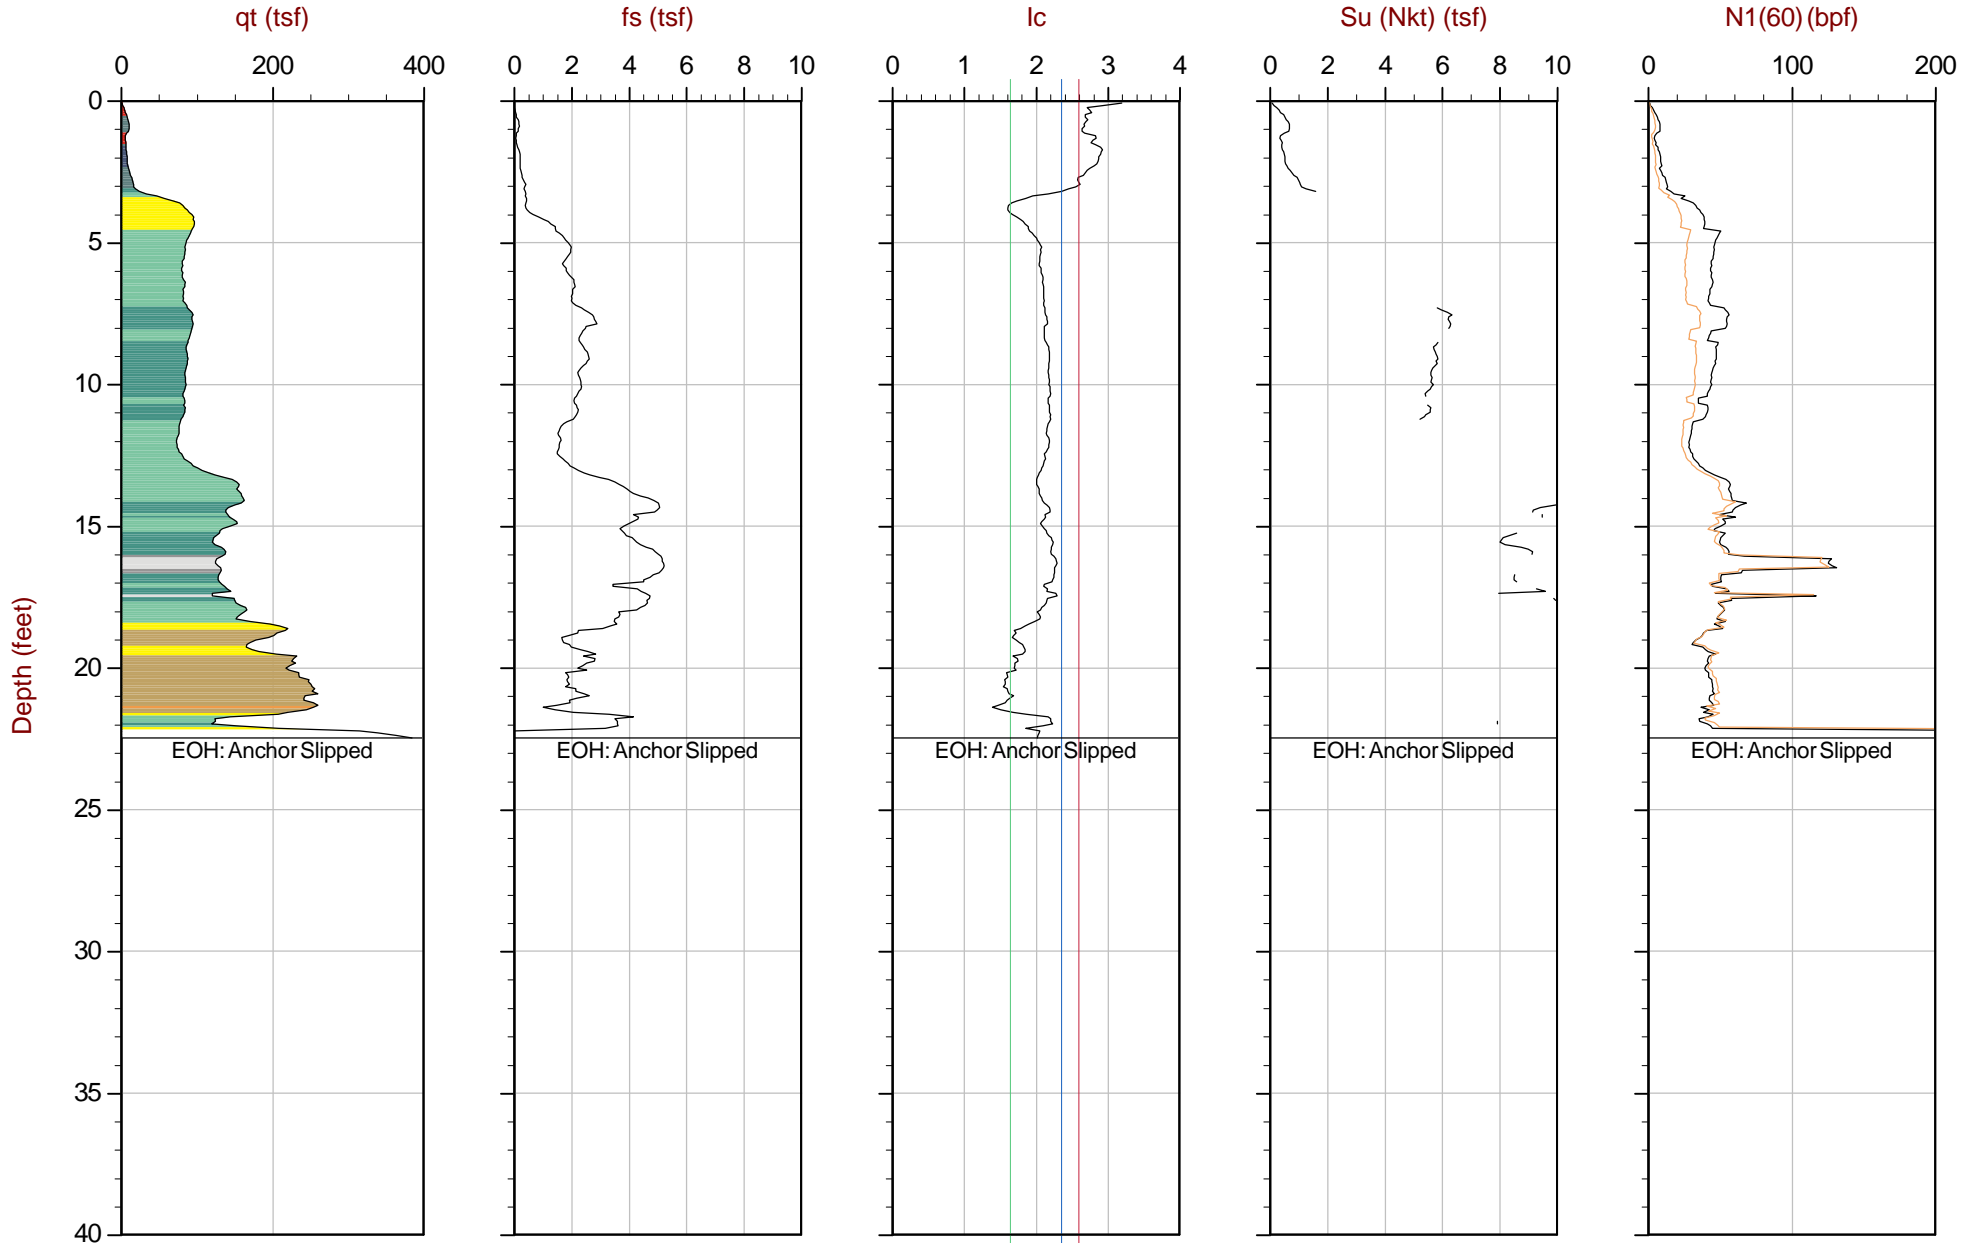 qt (tsf) fs (tsf) Ic Su (Nkt) (tsf) N1(60) (bpf)
0 200 400 0 2 4 6 8 10 0 1 2 3 4 0 2 4 6 8 10 0 100 200
0
5
10
15
20
EOH: Anchor Slipped EOH: Anchor Slipped EOH: Anchor Slipped EOH: Anchor Slipped EOH: Anchor Slipped
25
30
35
40
Depth (feet)